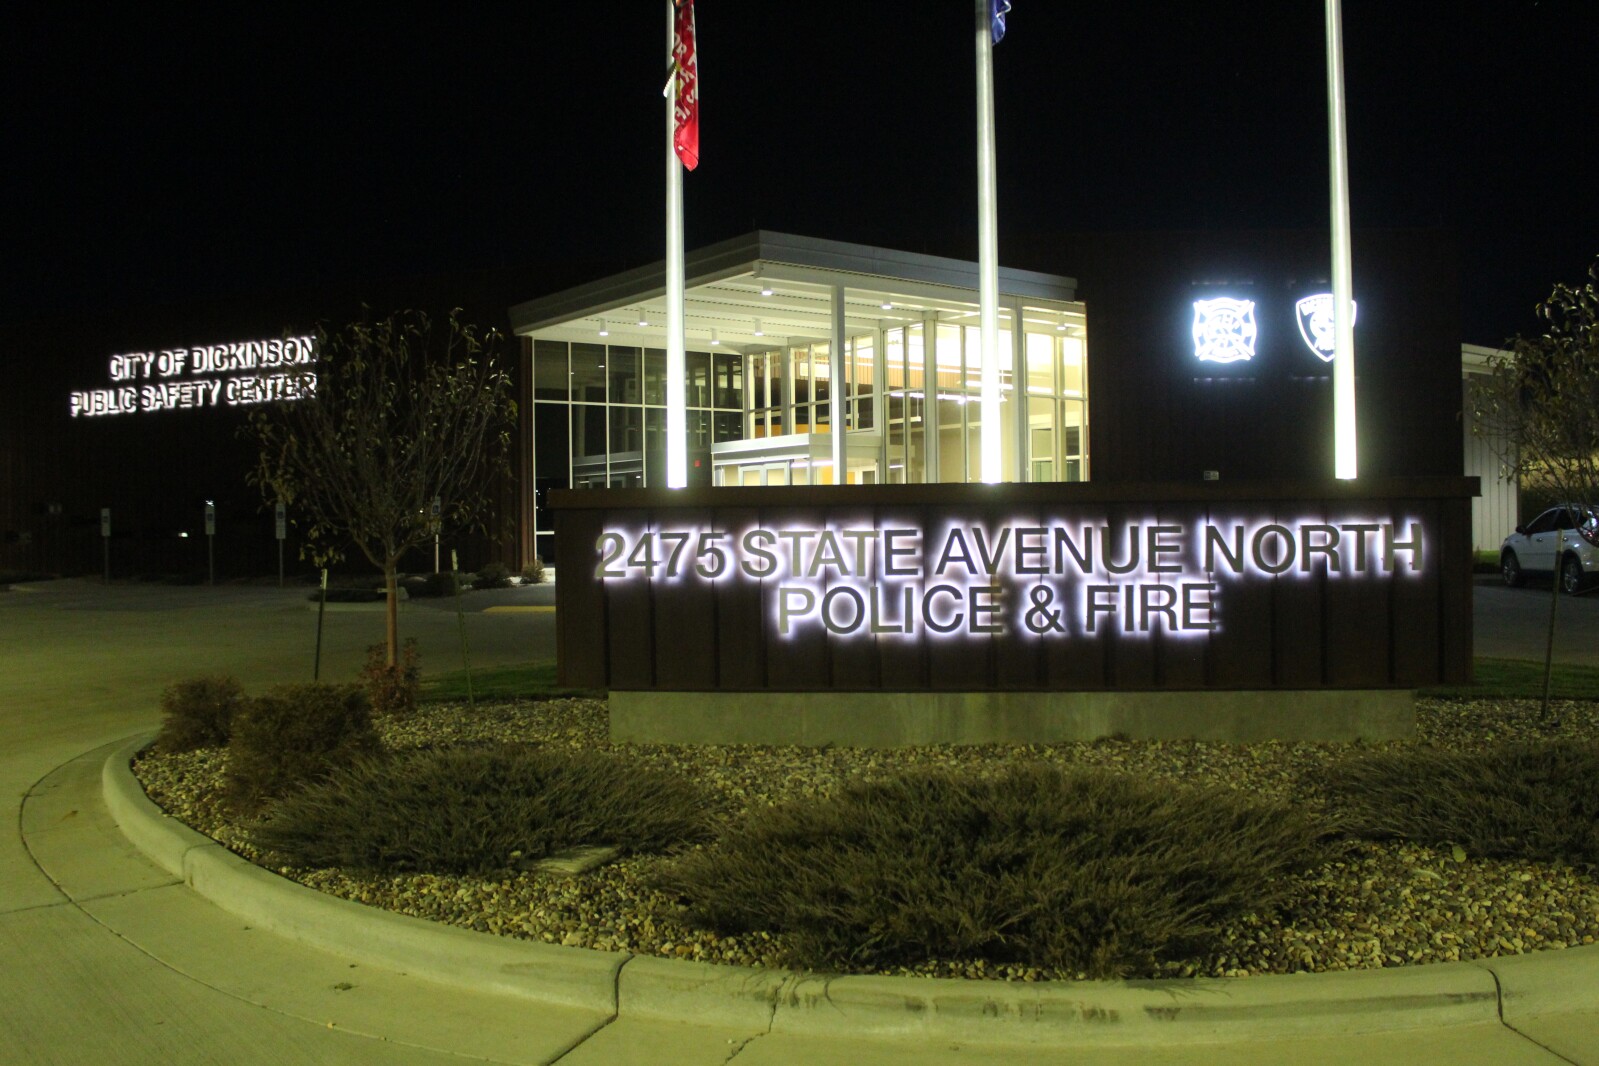 CITY OF DICKINSON
PUBLIC SAFETY CENTER
2475 STATE AVENUE NORTH
POLICE & FIRE